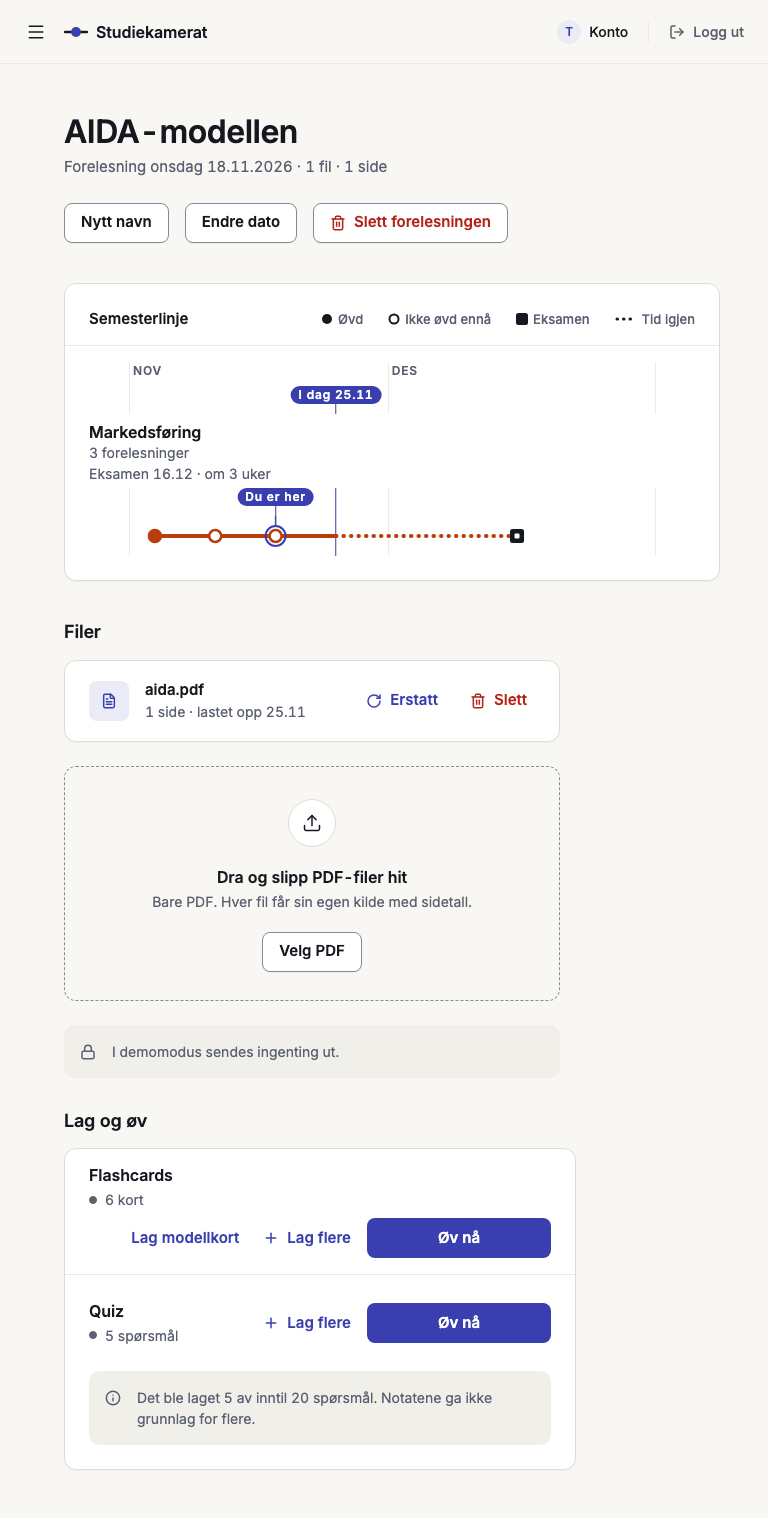 Studiekamerat
T Konto
Logg ut
AIDA-modellen
Forelesning onsdag 18.11.2026 · 1 fil · 1 side
Nytt navn
Endre dato
Slett forelesningen
Semesterlinje
Øvd
Ikke øvd ennå
Eksamen
Tid igjen
NOV
DES
I dag 25.11
Markedsføring
3 forelesninger
Eksamen 16.12 · om 3 uker
Du er her
Filer
aida.pdf
1 side · lastet opp 25.11
Erstatt
Slett
Dra og slipp PDF-filer hit
Bare PDF. Hver fil får sin egen kilde med sidetall.
Velg PDF
I demomodus sendes ingenting ut.
Lag og øv
Flashcards
6 kort
Lag modellkort
Lag flere
Øv nå
Quiz
5 spørsmål
Lag flere
Øv nå
Det ble laget 5 av inntil 20 spørsmål. Notatene ga ikke
grunnlag for flere.